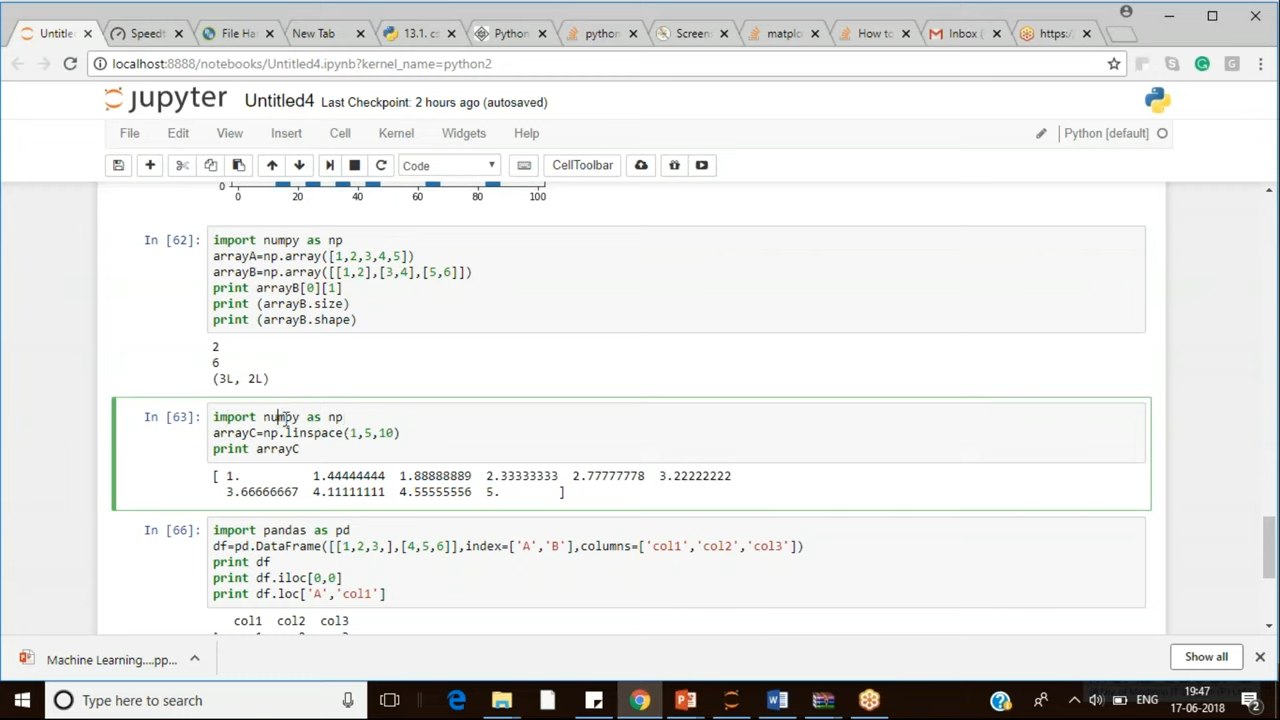 Untitle
Speedt
File Ha
New Tab
13.1. cs
Python
python
Screen
matplo
How to
Inbox (
https:/
localhost:8888/notebooks/Untitled4.ipynb?kernel_name=python2
jupyter Untitled4 Last Checkpoint: 2 hours ago (autosaved)
File Edit View Insert Cell Kernel Widgets Help
Python [default]
Code
CellToolbar
0
0 20 40 60 80 100
In [62]: import numpy as np
arrayA=np.array([1,2,3,4,5])
arrayB=np.array([[1,2],[3,4],[5,6]])
print arrayB[0][1]
print (arrayB.size)
print (arrayB.shape)
2
6
(3L, 2L)
In [63]: import numpy as np
arrayC=np.linspace(1,5,10)
print arrayC
[ 1. 1.44444444 1.88888889 2.33333333 2.77777778 3.22222222
3.66666667 4.11111111 4.55555556 5. ]
In [66]: import pandas as pd
df=pd.DataFrame([[1,2,3,],[4,5,6]],index=['A','B'],columns=['col1','col2','col3'])
print df
print df.iloc[0,0]
print df.loc['A','col1']
col1 col2 col3
Machine Learning....pp...
Show all
Type here to search
ENG
19:47
17-06-2018
2